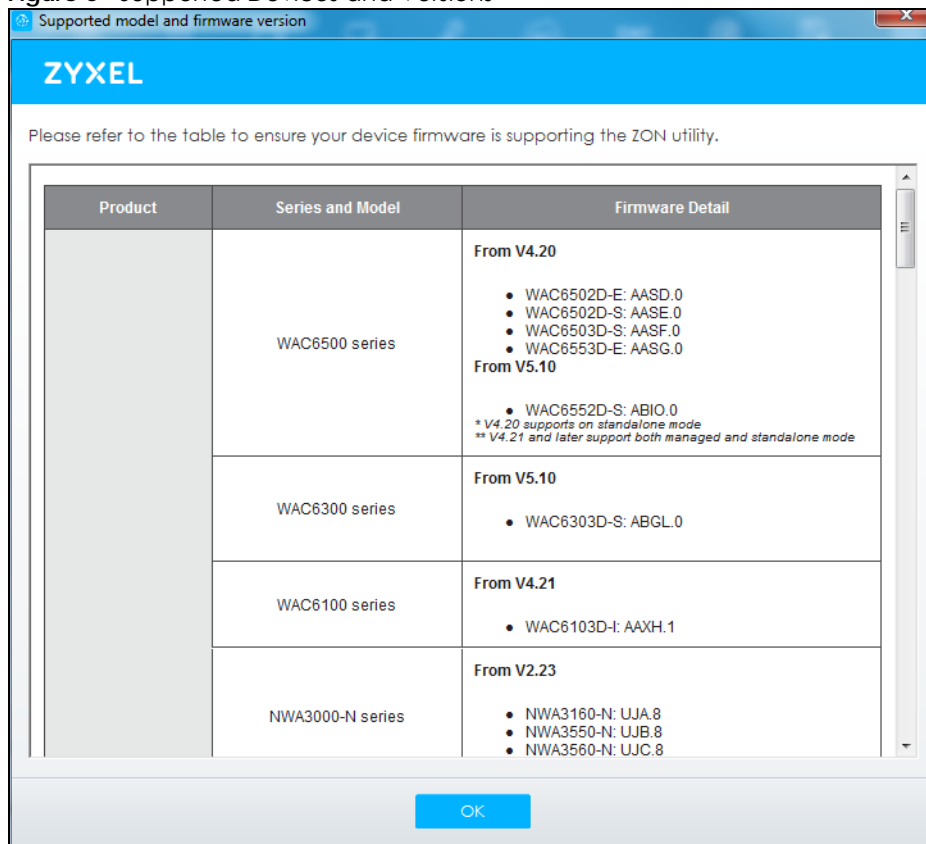 Supported model and firmware version
ZYXEL
Please refer to the table to ensure your device firmware is supporting the ZON utility.
Product Series and Model Firmware Detail
WAC6500 series
From V4.20
• WAC6502D-E: AASD.0
• WAC6502D-S: AASE.0
• WAC6503D-S: AASF.0
• WAC6553D-E: AASG.0
From V5.10
• WAC6552D-S: ABIO.0
* V4.20 supports on standalone mode
** V4.21 and later support both managed and standalone mode
WAC6300 series
From V5.10
• WAC6303D-S: ABGL.0
WAC6100 series
From V4.21
• WAC6103D-I: AAXH.1
NWA3000-N series
From V2.23
• NWA3160-N: UJA.8
• NWA3550-N: UJB.8
• NWA3560-N: UJC.8
OK